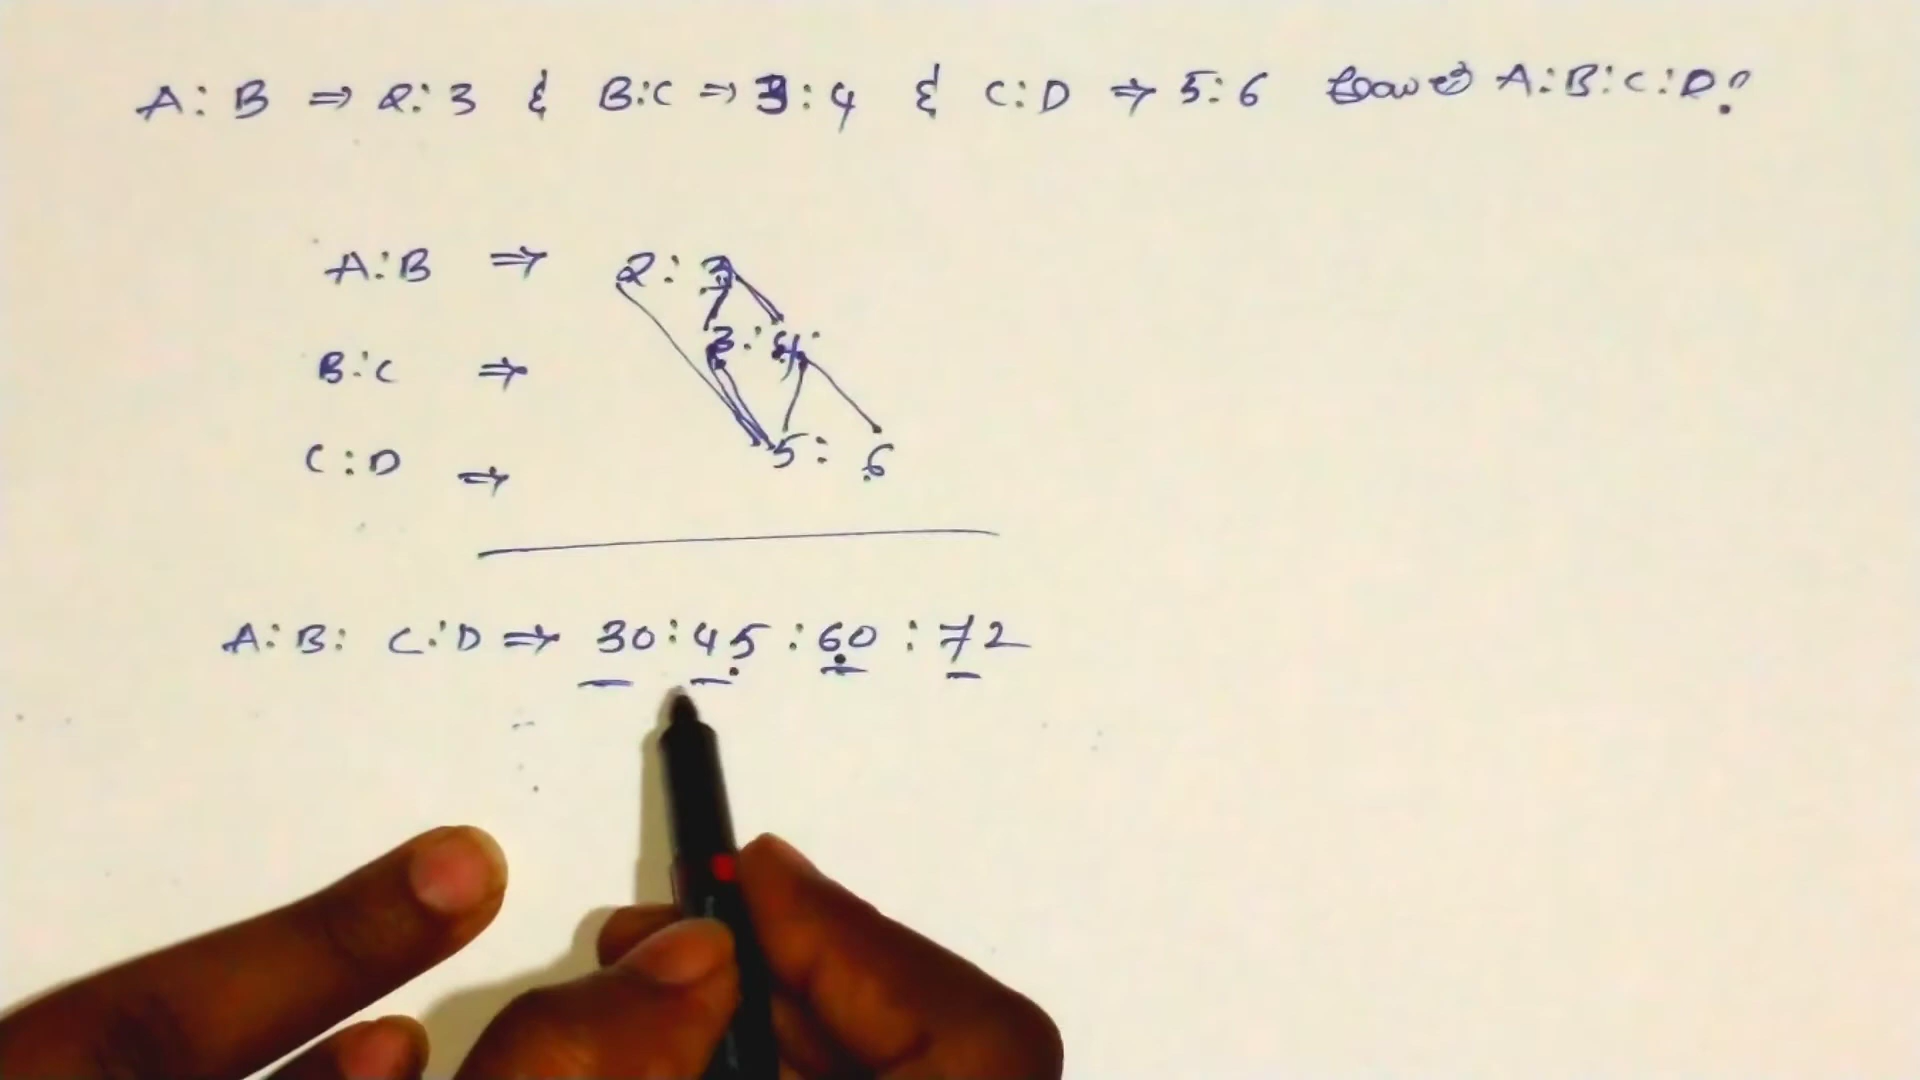 A:B ⇒ 2:3 & B:C ⇒ 3:4 & C:D ⇒ 5:6 A:B:C:D?
A:B ⇒ 2:3
B:C ⇒ 3:4
C:D ⇒ 5:6
A:B:C:D ⇒ 30:45:60:72